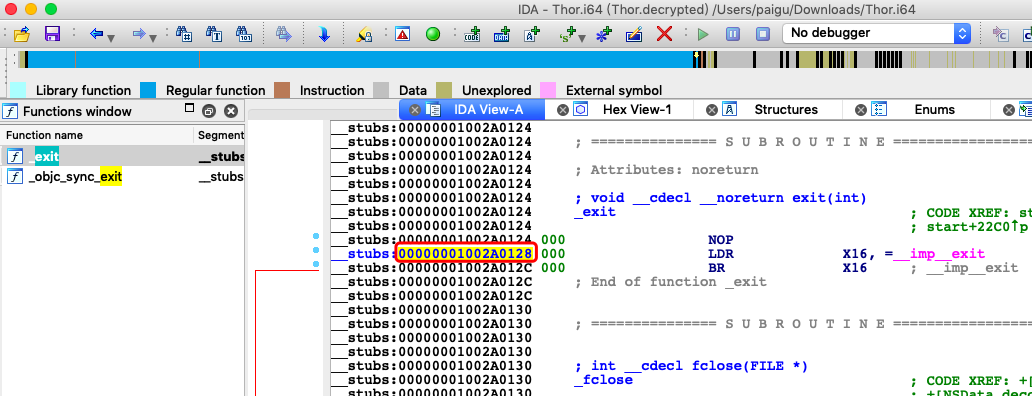 IDA - Thor.i64 (Thor.decrypted) /Users/paigu/Downloads/Thor.i64
No debugger
Library function Regular function Instruction Data Unexplored External symbol
Functions window
IDA View-A Hex View-1 Structures Enums
Function name Segment
_exit __stubs
_objc_sync_exit __stubs
__stubs:00000001002A0124
__stubs:00000001002A0124 ; =============== S U B R O U T I N E ==================
__stubs:00000001002A0124
__stubs:00000001002A0124 ; Attributes: noreturn
__stubs:00000001002A0124
__stubs:00000001002A0124 ; void __cdecl __noreturn exit(int)
__stubs:00000001002A0124 _exit ; CODE XREF: st
__stubs:00000001002A0124 ; start+22C0↑p
__stubs:00000001002A0124 000 NOP
__stubs:00000001002A0128 000 LDR X16, =__imp__exit
__stubs:00000001002A012C 000 BR X16 ; __imp__exit
__stubs:00000001002A012C ; End of function _exit
__stubs:00000001002A012C
__stubs:00000001002A0130
__stubs:00000001002A0130 ; =============== S U B R O U T I N E ==================
__stubs:00000001002A0130
__stubs:00000001002A0130
__stubs:00000001002A0130 ; int __cdecl fclose(FILE *)
__stubs:00000001002A0130 _fclose ; CODE XREF: +[
__stubs:00000001002A0130 ; +[NSData deco